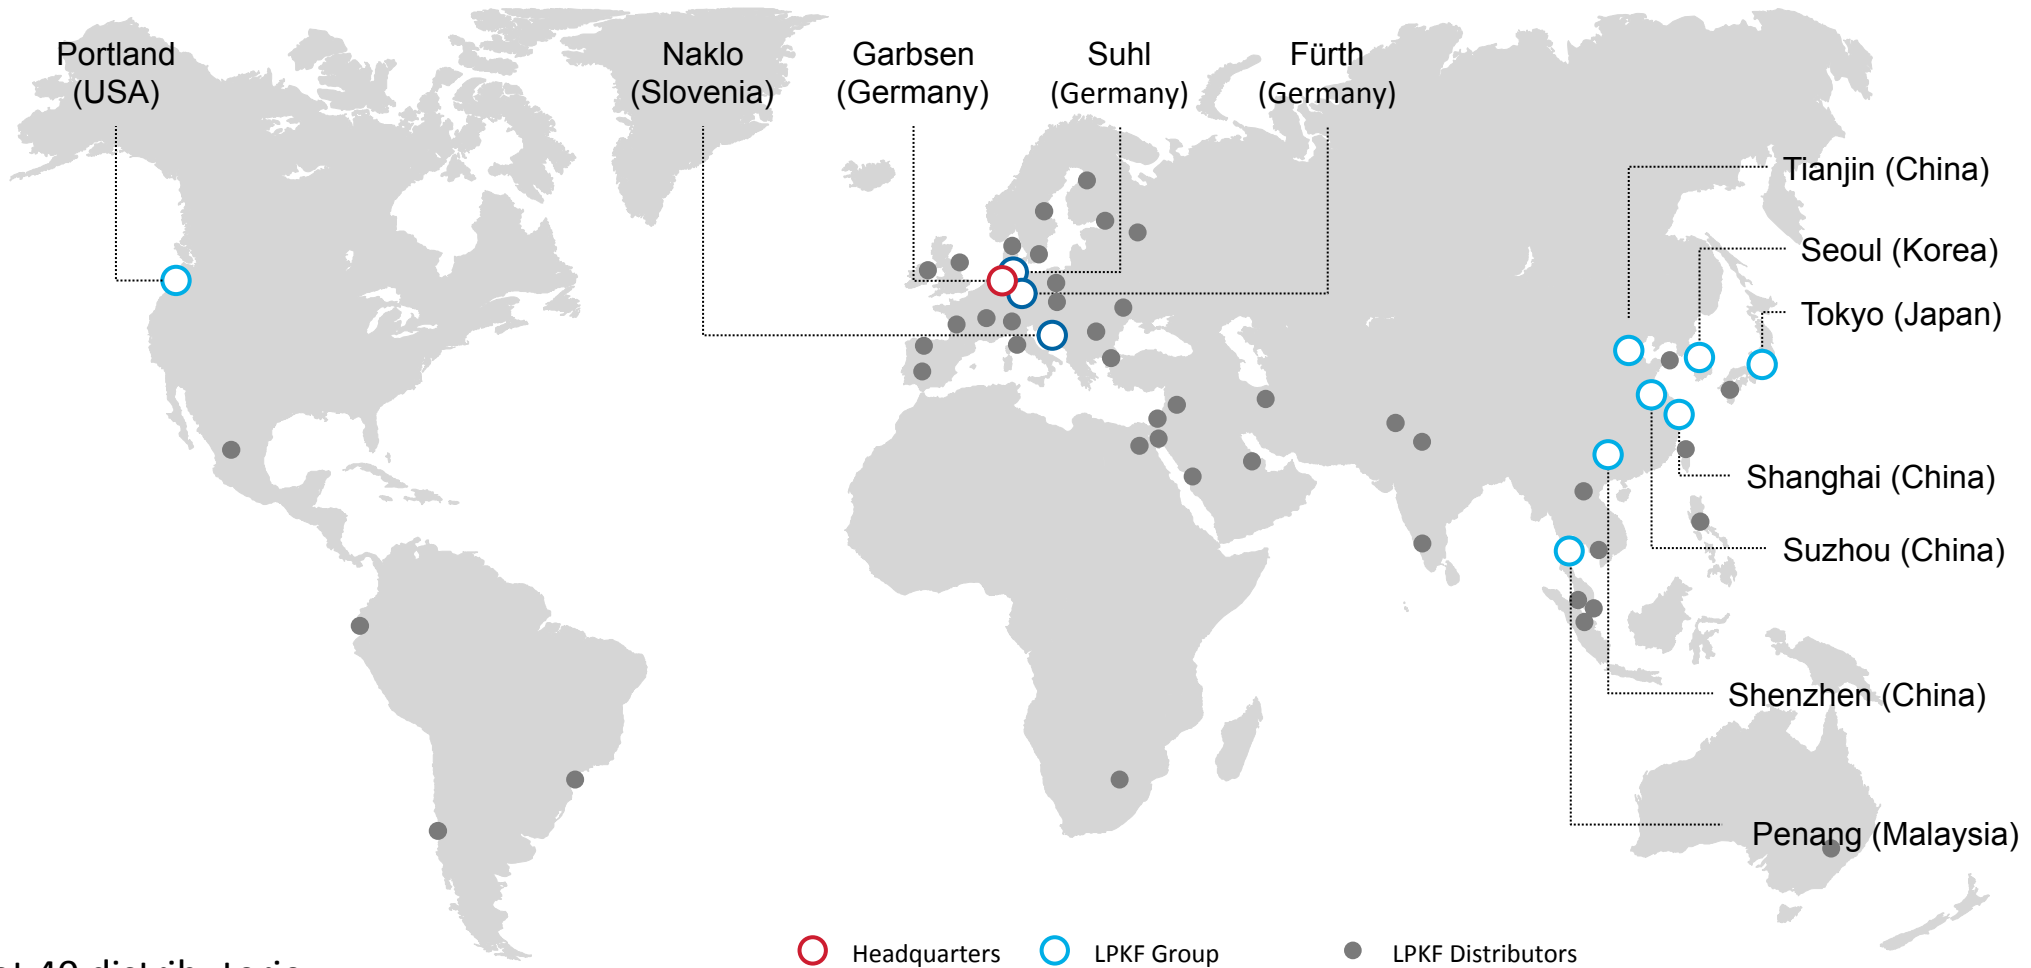 Portland
(USA)
Naklo
(Slovenia)
Garbsen
(Germany)
Suhl
(Germany)
Fürth
(Germany)
Tianjin (China)
Seoul (Korea)
Tokyo (Japan)
Shanghai (China)
Suzhou (China)
Shenzhen (China)
Penang (Malaysia)
Headquarters
LPKF Group
LPKF Distributors